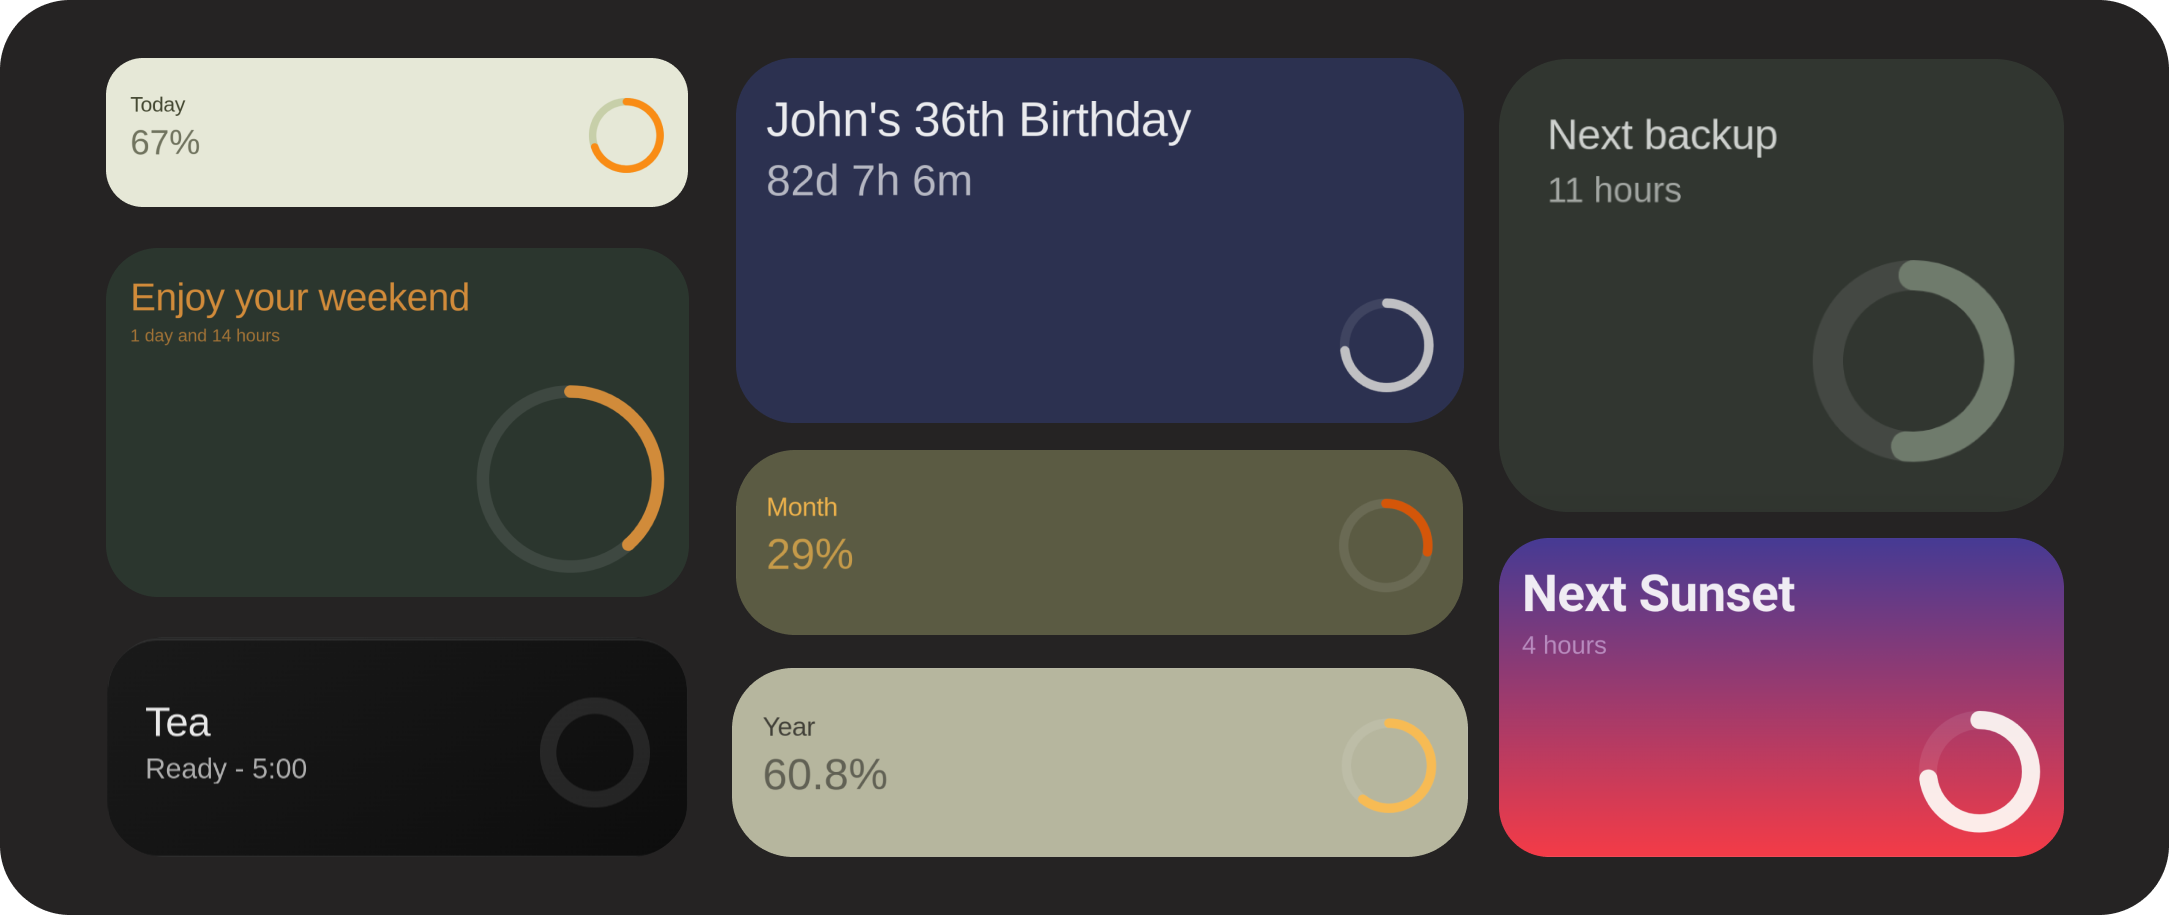 Today
67%
Enjoy your weekend
1 day and 14 hours
Tea
Ready - 5:00
John's 36th Birthday
82d 7h 6m
Month
29%
Year
60.8%
Next backup
11 hours
Next Sunset
4 hours